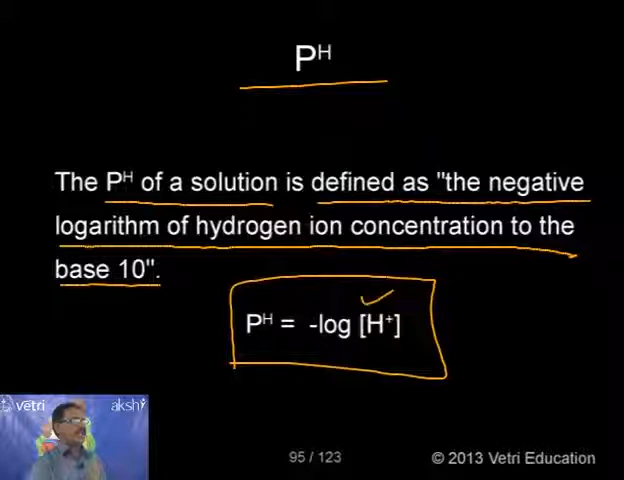 Pᴴ
The Pᴴ of a solution is defined as "the negative
logarithm of hydrogen ion concentration to the
base 10".
Pᴴ = -log [H⁺]
vetri akshi
95 / 123
© 2013 Vetri Education